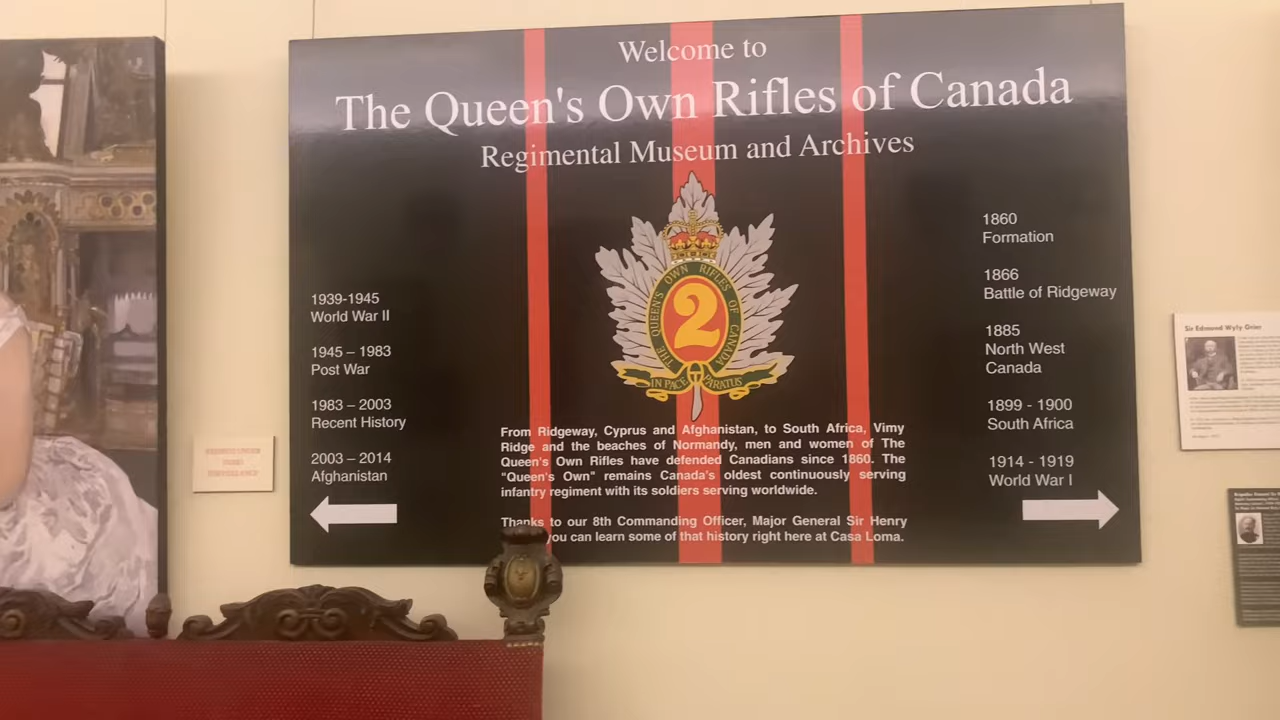 Welcome to
The Queen's Own Rifles of Canada
Regimental Museum and Archives
1939-1945
World War II
1945 – 1983
Post War
1983 – 2003
Recent History
2003 – 2014
Afghanistan
THE QUEEN'S OWN RIFLES OF CANADA
2
IN PACE PARATUS
From Ridgeway, Cyprus and Afghanistan, to South Africa, Vimy
Ridge and the beaches of Normandy, men and women of The
Queen's Own Rifles have defended Canadians since 1860. The
"Queen's Own" remains Canada's oldest continuously serving
infantry regiment with its soldiers serving worldwide.
Thanks to our 8th Commanding Officer, Major General Sir Henry
you can learn some of that history right here at Casa Loma.
1860
Formation
1866
Battle of Ridgeway
1885
North West
Canada
1899 - 1900
South Africa
1914 - 1919
World War I
Sir Edmund Wyly Grier